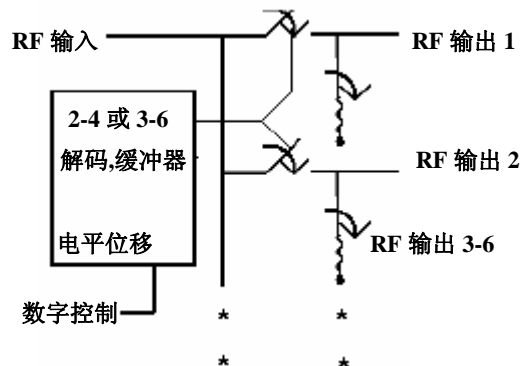 RF 输入
RF 输出 1
2-4 或 3-6
解码,缓冲器
RF 输出 2
电平位移
RF 输出 3-6
数字控制
* *
* *